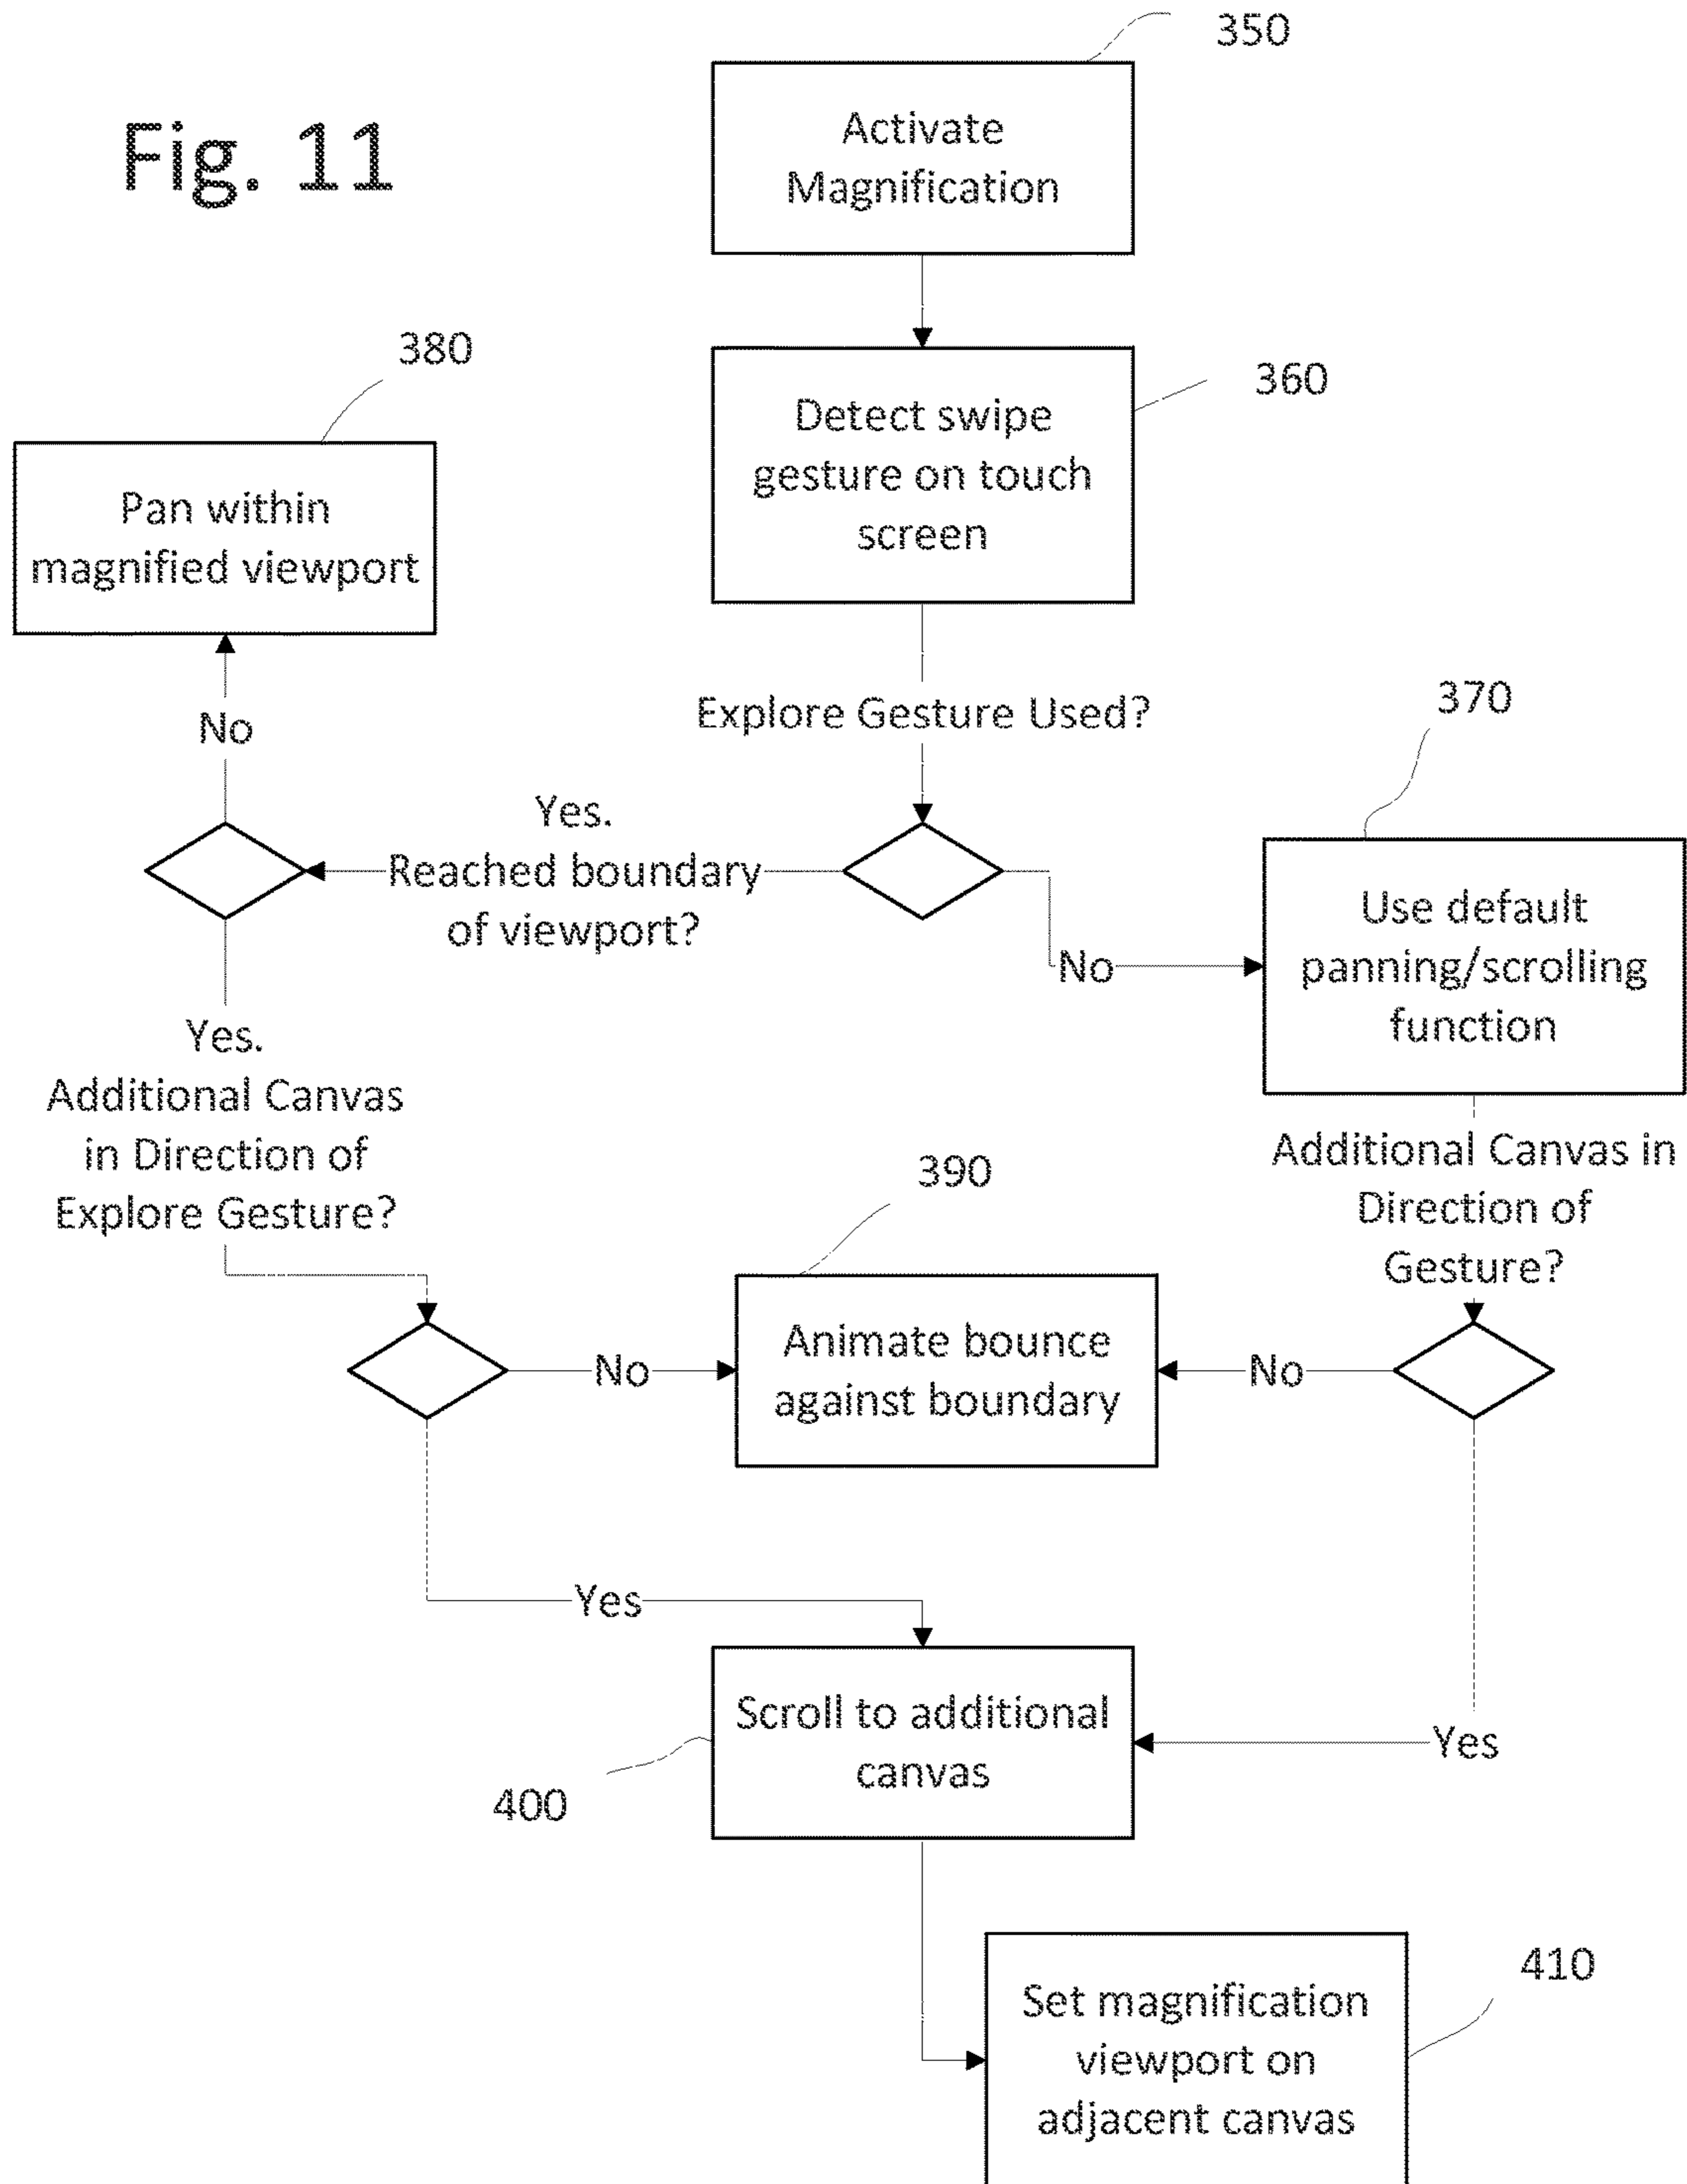 350
Fig. 11
Activate
Magnification
380
360
Detect swipe
gesture on touch
screen
Pan within
magnified viewport
370
No
Explore Gesture Used?
Yes.
Reached boundary
of viewport?
Use default
panning/scrolling
function
No
Yes.
Additional Canvas
in Direction of
Explore Gesture?
390
Additional Canvas in
Direction of
Gesture?
No
Animate bounce
against boundary
No
Yes
Scroll to additional
canvas
Yes
400
410
Set magnification
viewport on
adjacent canvas